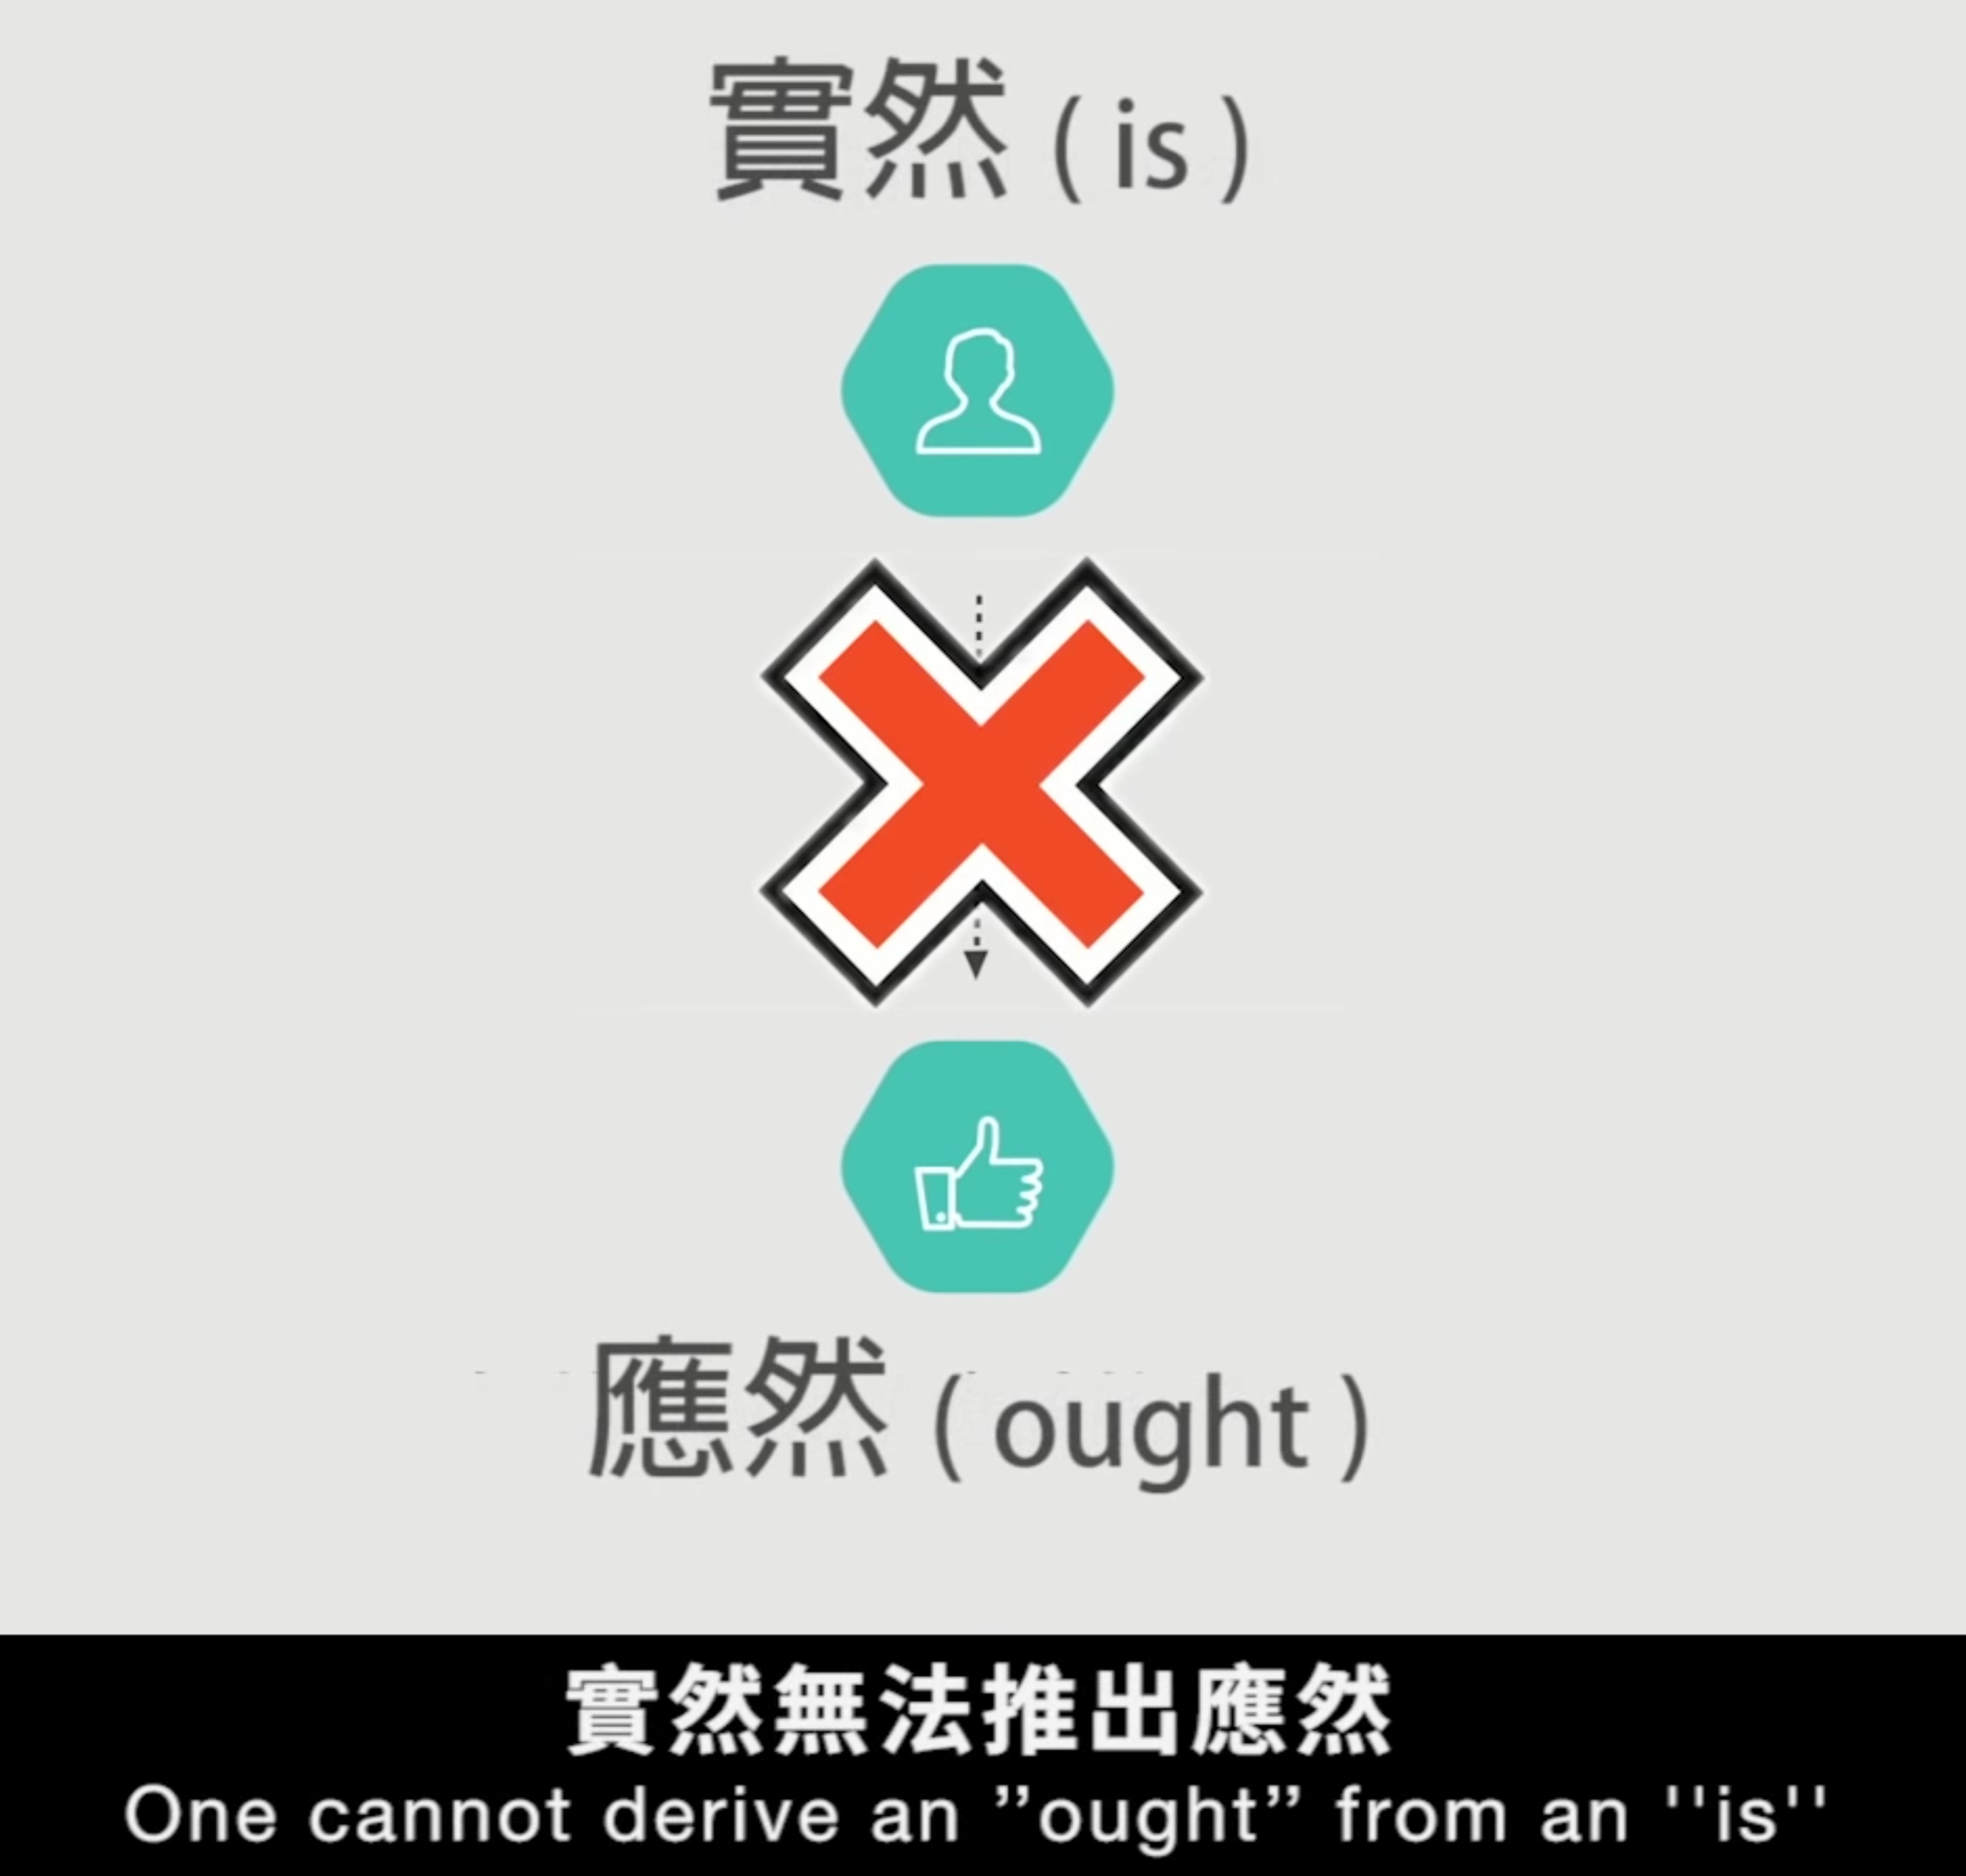 實然 ( is )
應然 ( ought )
實然無法推出應然
One cannot derive an ”ought” from an ''is''